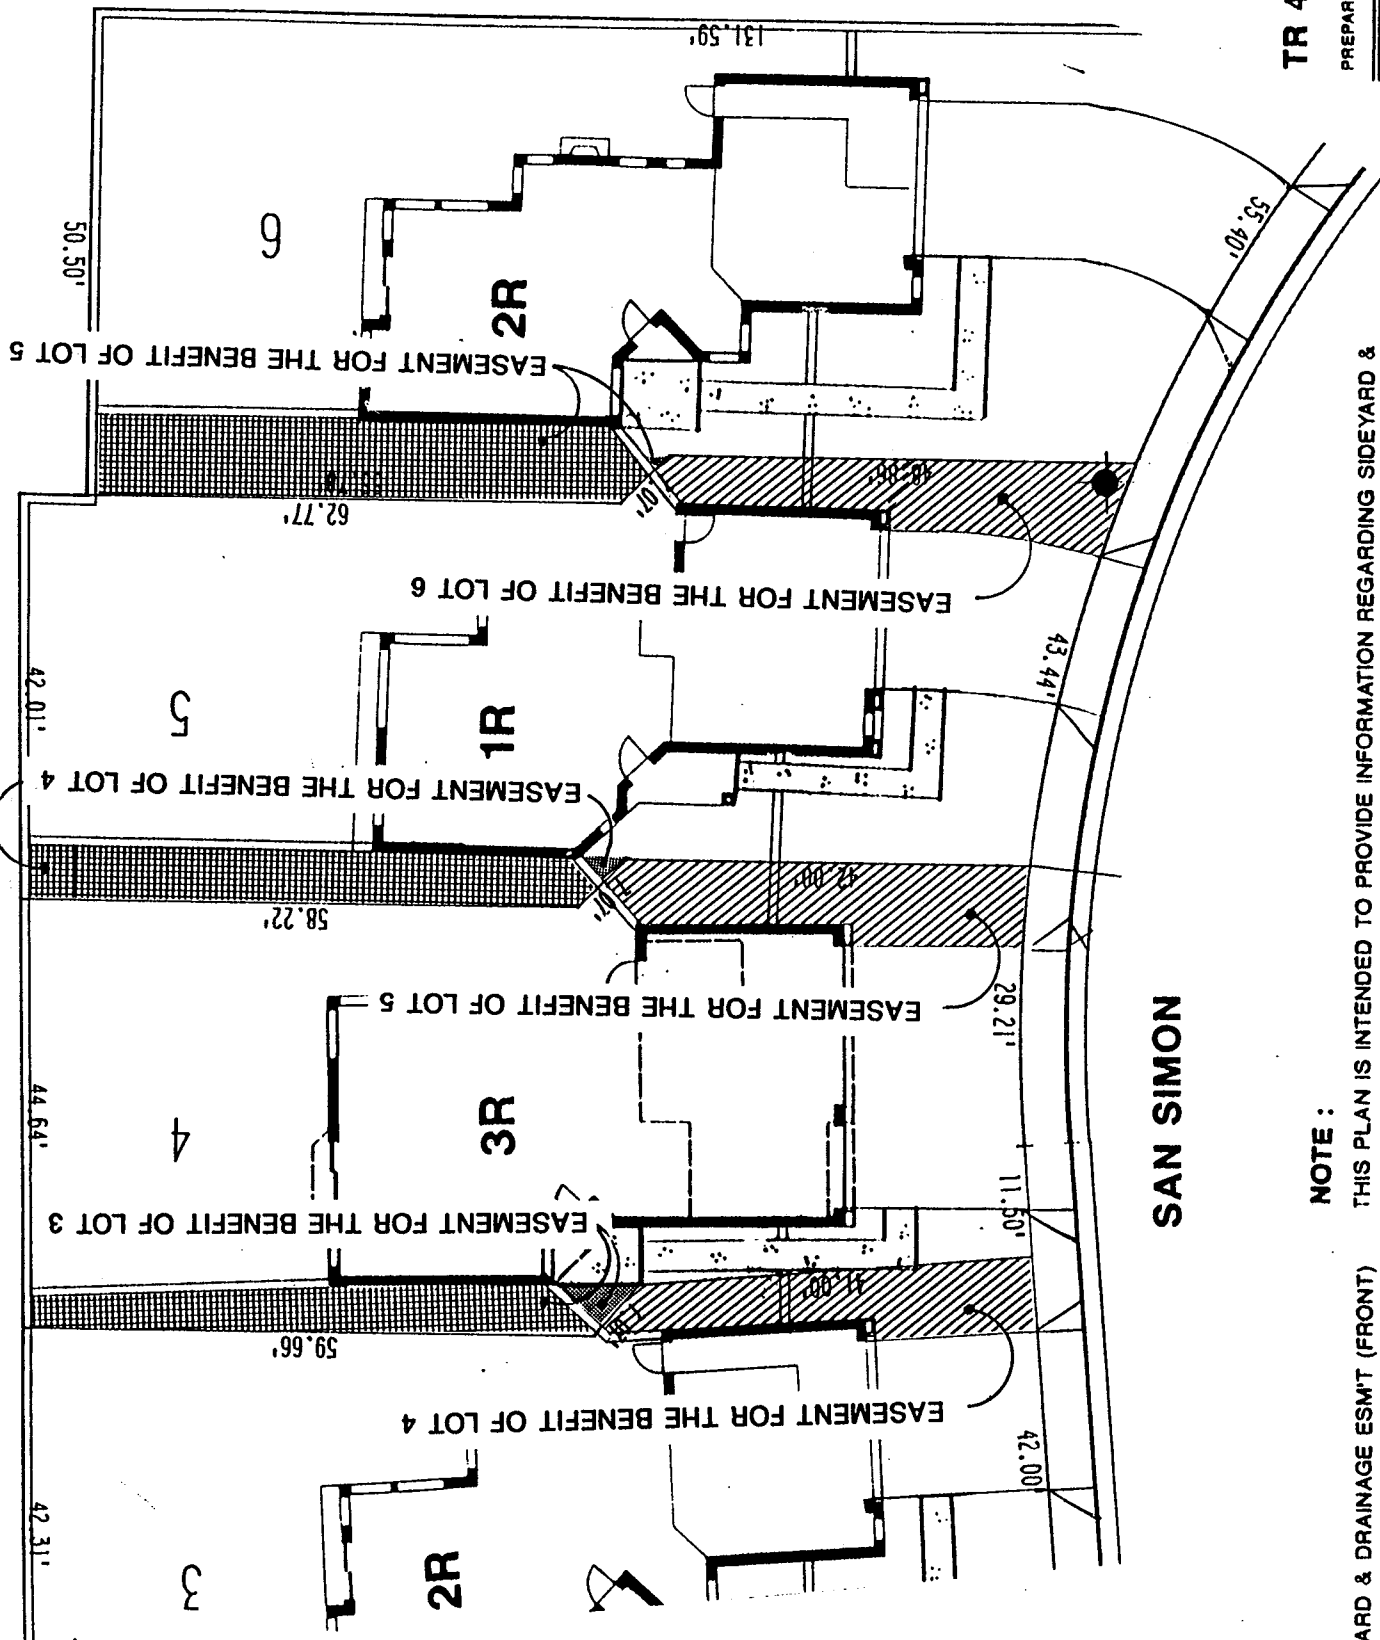 131.59'
TR 4
PREPAR
50.50'
6
2R
55.40'
EASEMENT FOR THE BENEFIT OF LOT 5
62.77'
48.86'
EASEMENT FOR THE BENEFIT OF LOT 6
42.01'
5
1R
43.44'
EASEMENT FOR THE BENEFIT OF LOT 4
58.22'
42.00'
EASEMENT FOR THE BENEFIT OF LOT 5
29.21'
44.64'
4
3R
11.50'
EASEMENT FOR THE BENEFIT OF LOT 3
59.66'
41.00'
EASEMENT FOR THE BENEFIT OF LOT 4
42.00'
42.31'
3
2R
SAN SIMON
NOTE :
THIS PLAN IS INTENDED TO PROVIDE INFORMATION REGARDING SIDEYARD &
ARD & DRAINAGE ESM'T (FRONT)